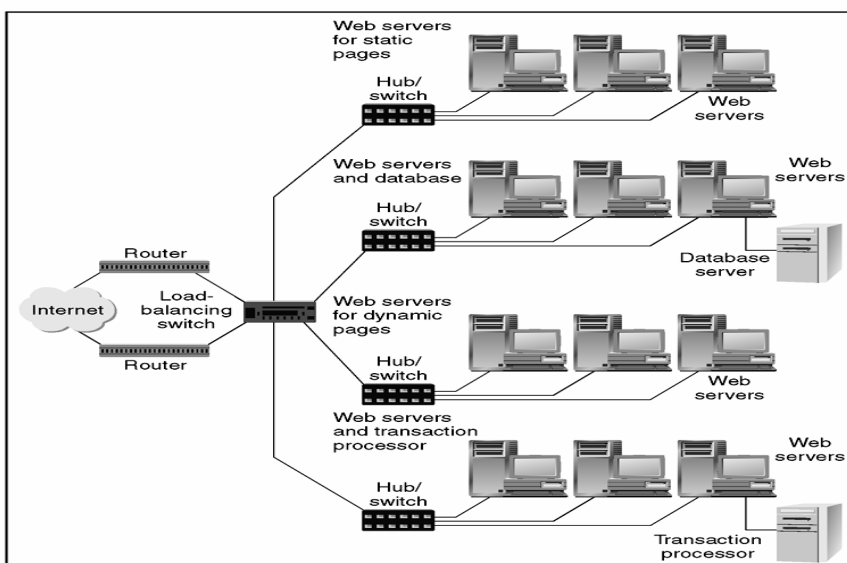 Web servers
for static
pages
Hub/
switch
Web
servers
Web servers
and database
Web
servers
Hub/
switch
Database
server
Router
Internet
Load-
balancing
switch
Router
Web servers
for dynamic
pages
Hub/
switch
Web
servers
Web servers
and transaction
processor
Web
servers
Hub/
switch
Transaction
processor